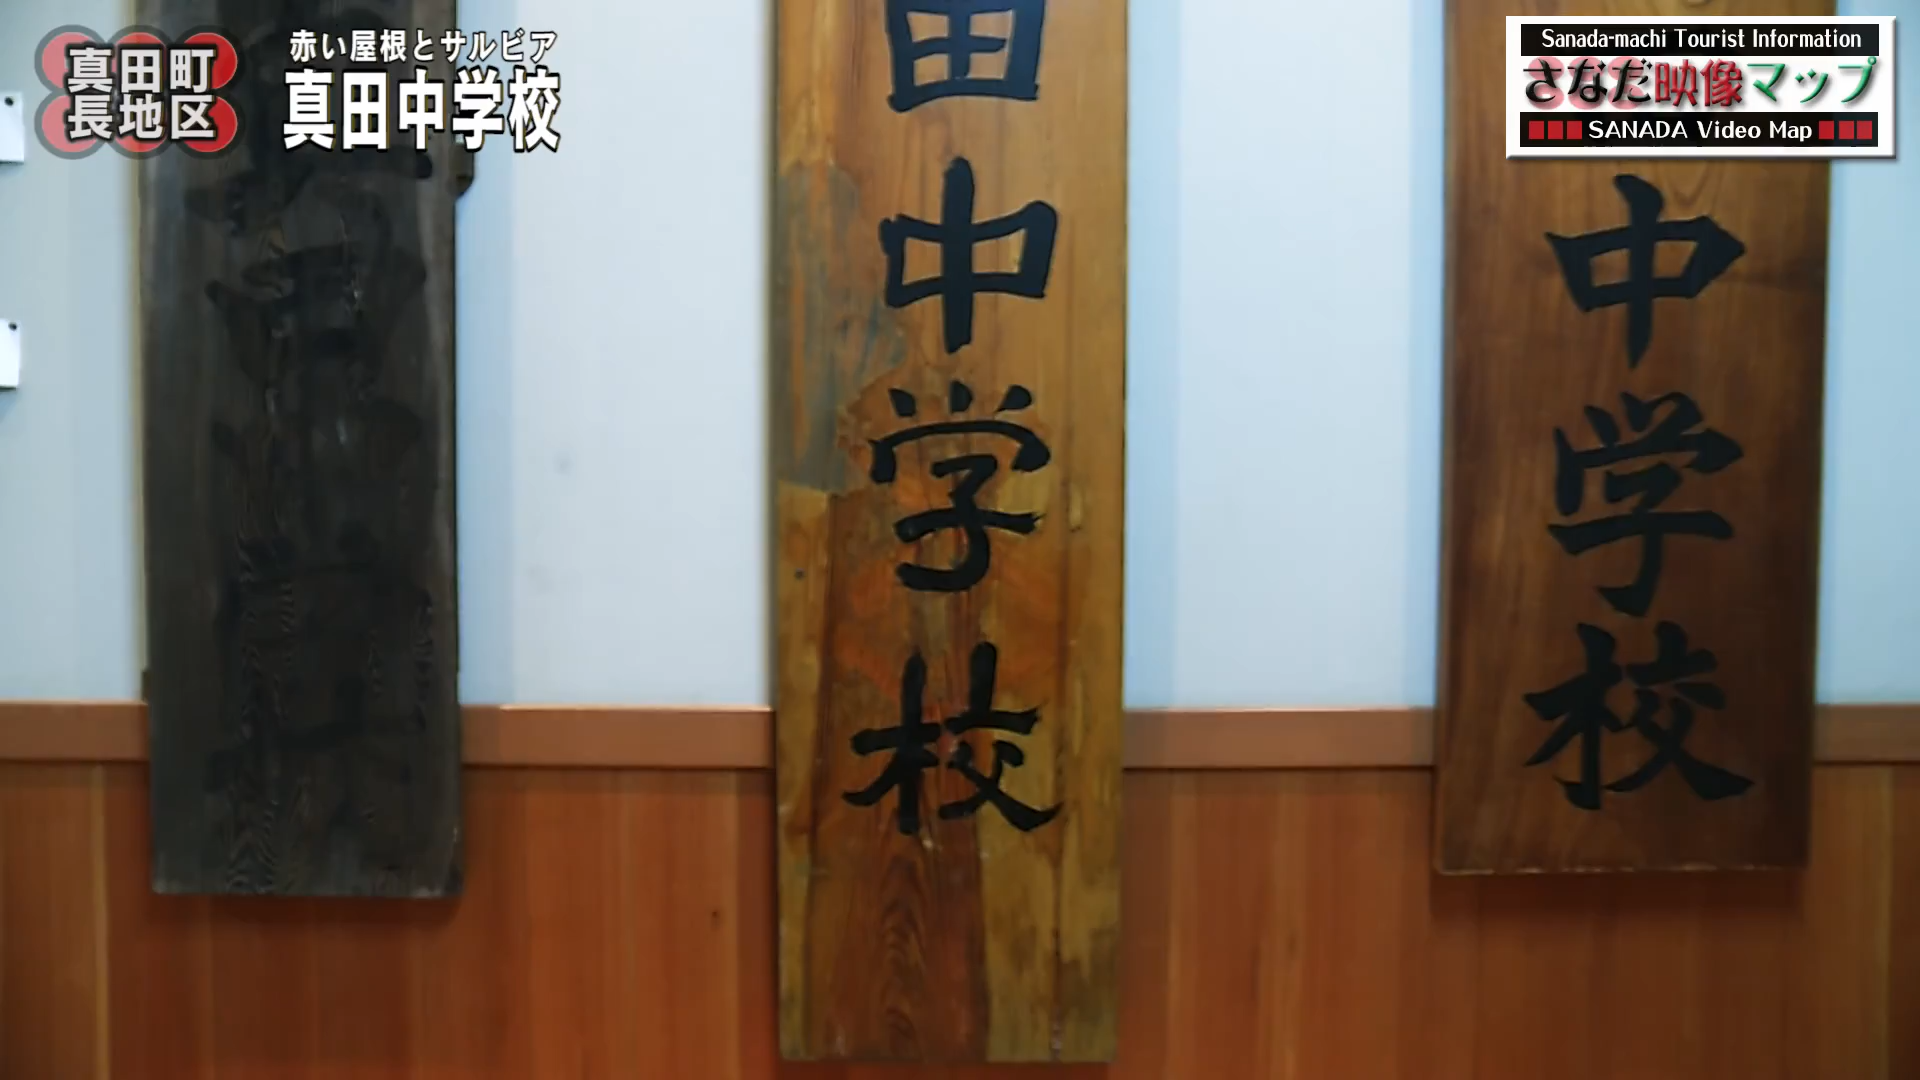 真田町
長地区
赤い屋根とサルビア
真田中学校
Sanada-machi Tourist Information
さなだ映像マップ
SANADA Video Map
田中学校
中学校